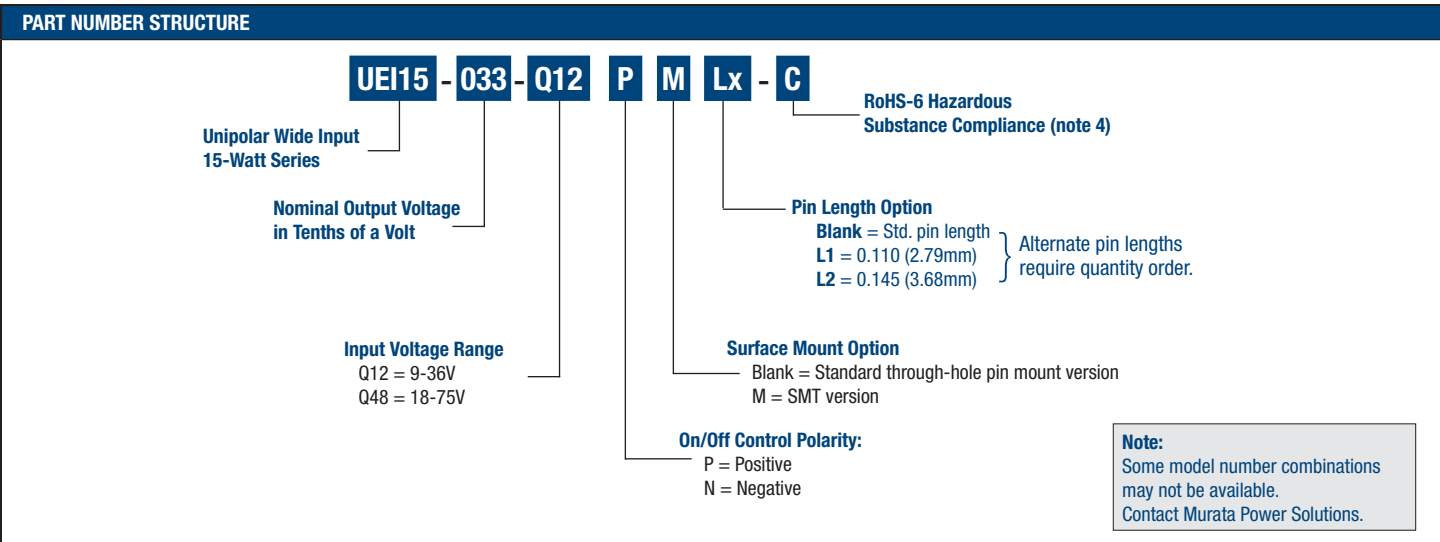 PART NUMBER STRUCTURE
UEI15 - 033 - Q12 P M Lx - C
RoHS-6 Hazardous
Substance Compliance (note 4)
Unipolar Wide Input
15-Watt Series
Nominal Output Voltage
in Tenths of a Volt
Pin Length Option
Blank = Std. pin length
L1 = 0.110 (2.79mm)
L2 = 0.145 (3.68mm)
Alternate pin lengths
require quantity order.
Input Voltage Range
Q12 = 9-36V
Q48 = 18-75V
Surface Mount Option
Blank = Standard through-hole pin mount version
M = SMT version
On/Off Control Polarity:
P = Positive
N = Negative
Note:
Some model number combinations
may not be available.
Contact Murata Power Solutions.